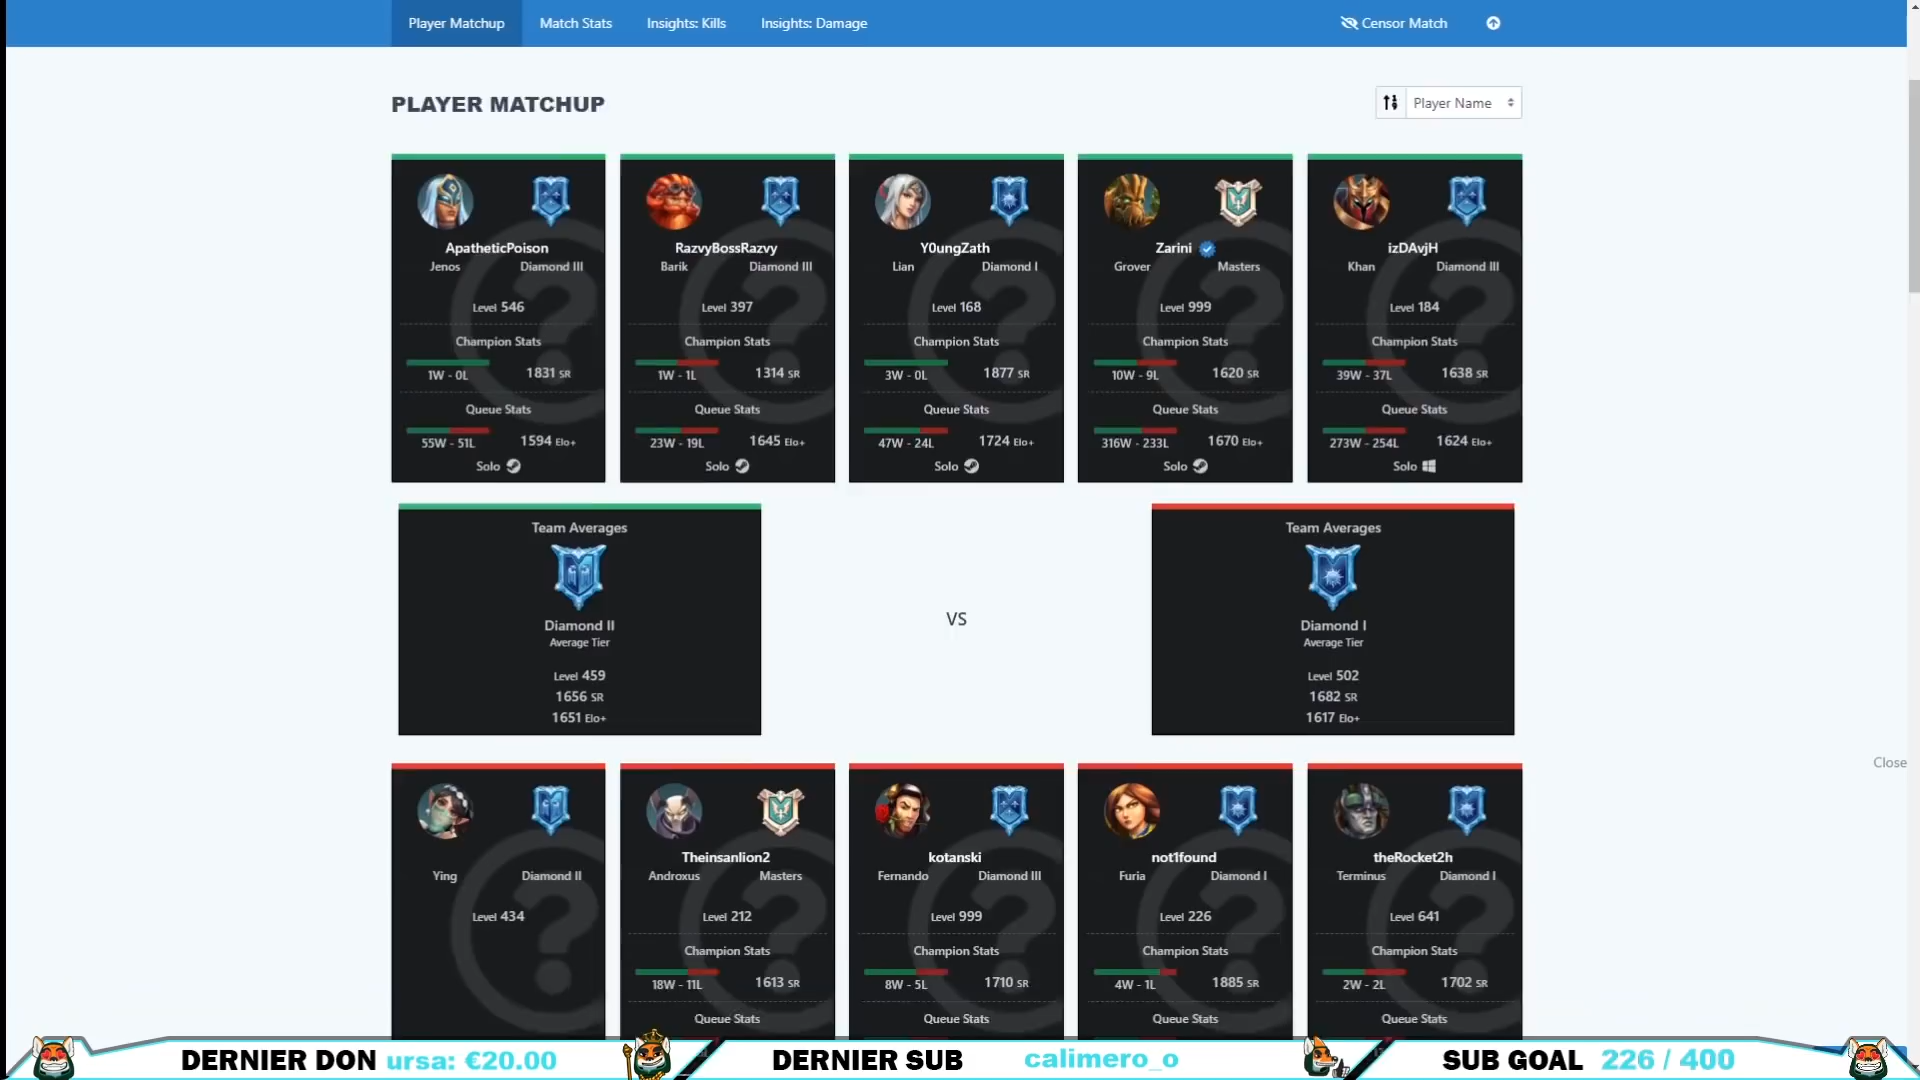 Player Matchup Match Stats Insights: Kills Insights: Damage Censor Match
PLAYER MATCHUP
Player Name
ApatheticPoison
Jenos Diamond III
Level 546
Champion Stats
1W - 0L 1831 SR
Queue Stats
55W - 51L 1594 Elo+
Solo
RazvyBossRazvy
Barik Diamond III
Level 397
Champion Stats
1W - 1L 1314 SR
Queue Stats
23W - 19L 1645 Elo+
Solo
Y0ungZath
Lian Diamond I
Level 168
Champion Stats
3W - 0L 1877 SR
Queue Stats
47W - 24L 1724 Elo+
Solo
Zarini
Grover Masters
Level 999
Champion Stats
10W - 9L 1620 SR
Queue Stats
316W - 233L 1670 Elo+
Solo
izDAvjH
Khan Diamond III
Level 184
Champion Stats
39W - 37L 1638 SR
Queue Stats
273W - 254L 1624 Elo+
Solo
Team Averages
Diamond II
Average Tier
Level 459
1656 SR
1651 Elo+
VS
Team Averages
Diamond I
Average Tier
Level 502
1682 SR
1617 Elo+
Close
Ying Diamond II
Level 434
Theinsanlion2
Androxus Masters
Level 212
Champion Stats
18W - 11L 1613 SR
Queue Stats
kotanski
Fernando Diamond III
Level 999
Champion Stats
8W - 5L 1710 SR
Queue Stats
not1found
Furia Diamond I
Level 226
Champion Stats
4W - 1L 1885 SR
Queue Stats
theRocket2h
Terminus Diamond I
Level 641
Champion Stats
2W - 2L 1702 SR
Queue Stats
DERNIER DON ursa: €20.00 DERNIER SUB calimero_o SUB GOAL 226 / 400